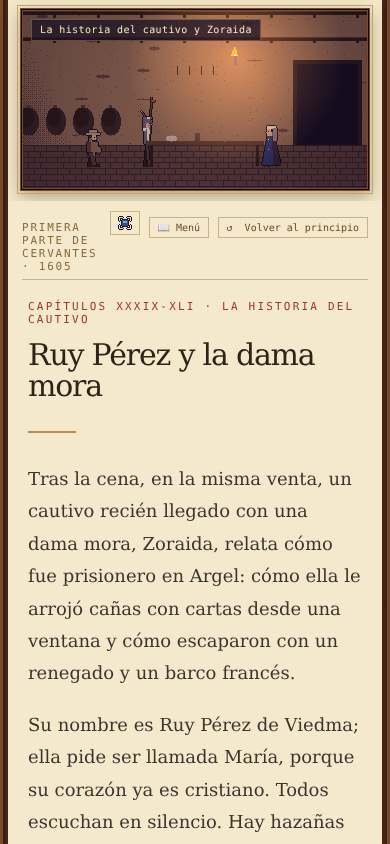 La historia del cautivo y Zoraida
PRIMERA
PARTE DE
CERVANTES
· 1605
📖 Menú
↺ Volver al principio
CAPÍTULOS XXXIX-XLI · LA HISTORIA DEL
CAUTIVO
Ruy Pérez y la dama
mora
Tras la cena, en la misma venta, un
cautivo recién llegado con una
dama mora, Zoraida, relata cómo
fue prisionero en Argel: cómo ella le
arrojó cañas con cartas desde una
ventana y cómo escaparon con un
renegado y un barco francés.
Su nombre es Ruy Pérez de Viedma;
ella pide ser llamada María, porque
su corazón ya es cristiano. Todos
escuchan en silencio. Hay hazañas